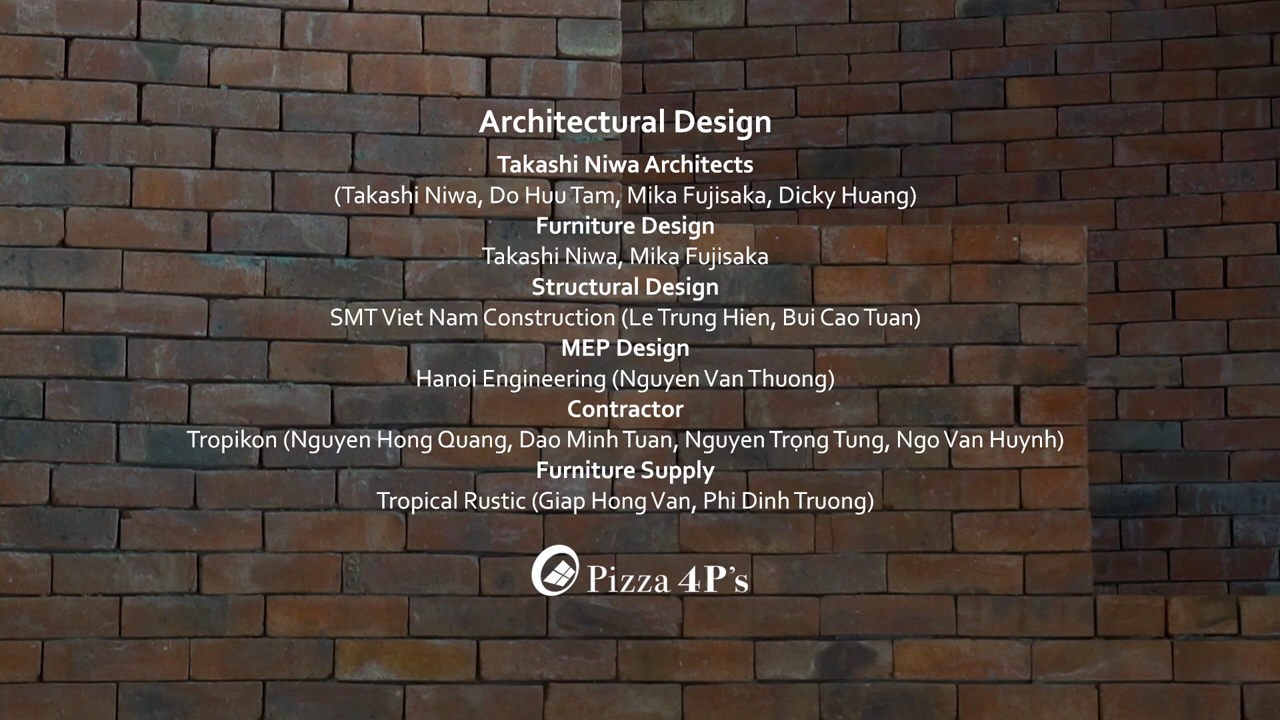 Architectural Design
Takashi Niwa Architects
(Takashi Niwa, Do Huu Tam, Mika Fujisaka, Dicky Huang)
Furniture Design
Takashi Niwa, Mika Fujisaka
Structural Design
SMT Viet Nam Construction (Le Trung Hien, Bui Cao Tuan)
MEP Design
Hanoi Engineering (Nguyen Van Thuong)
Contractor
Tropikon (Nguyen Hong Quang, Dao Minh Tuan, Nguyen Trọng Tung, Ngo Van Huynh)
Furniture Supply
Tropical Rustic (Giap Hong Van, Phi Dinh Truong)
Pizza 4P's